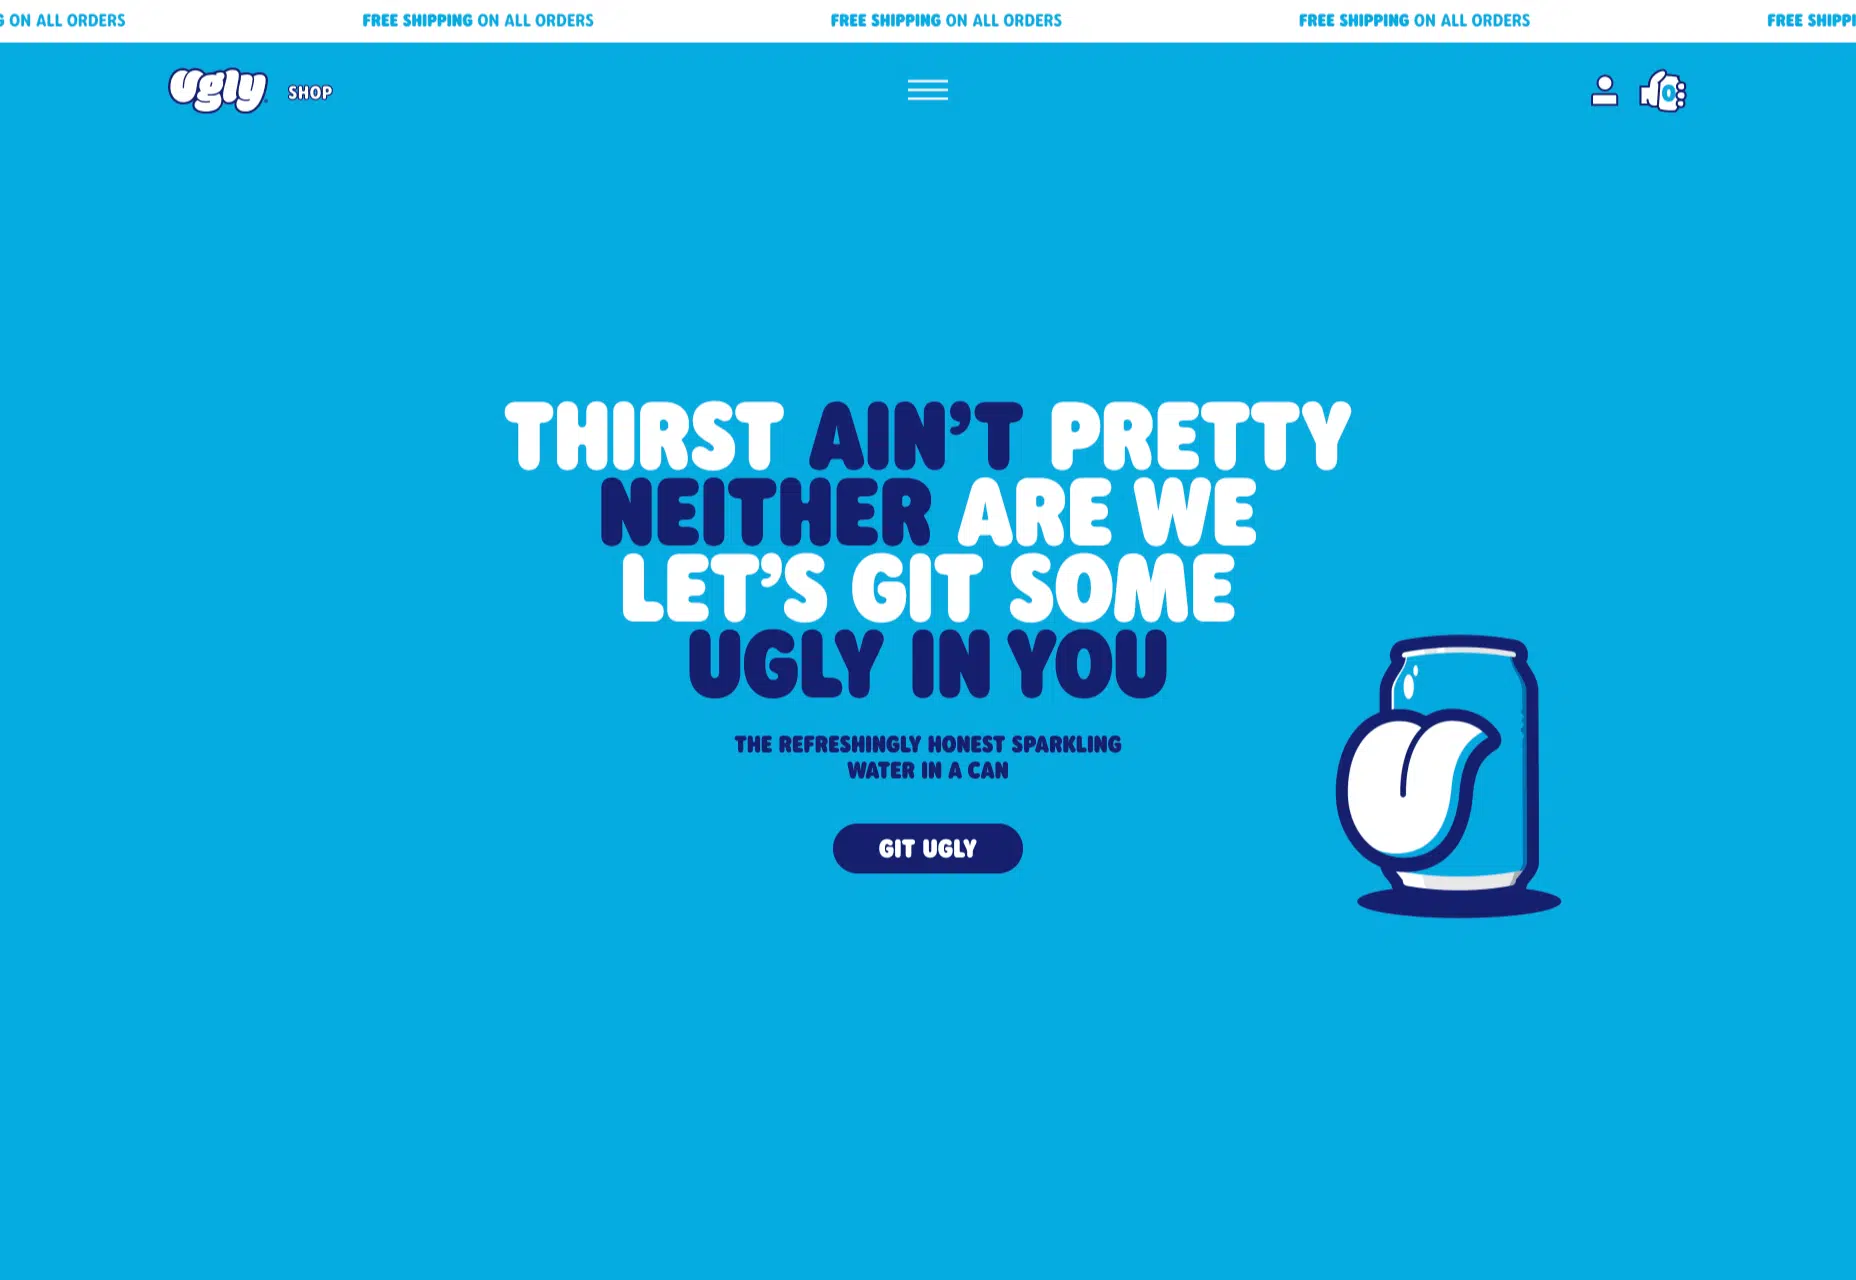 ON ALL ORDERS FREE SHIPPING ON ALL ORDERS FREE SHIPPING ON ALL ORDERS FREE SHIPPING ON ALL ORDERS FREE
Ugly SHOP
THIRST AIN'T PRETTY
NEITHER ARE WE
LET'S GIT SOME
UGLY IN YOU
THE REFRESHINGLY HONEST SPARKLING
WATER IN A CAN
GIT UGLY